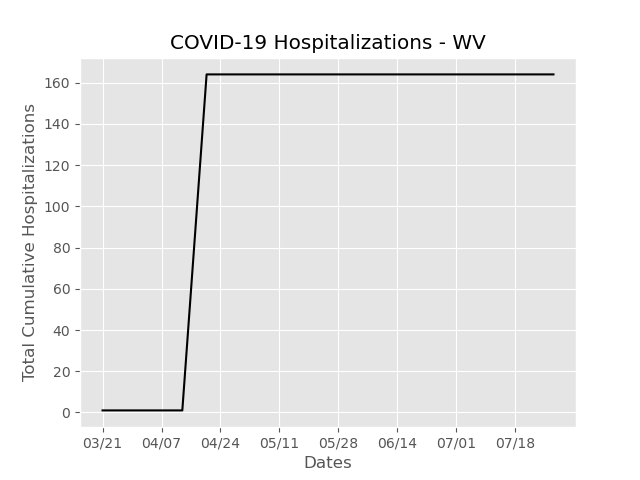 COVID-19 Hospitalizations - WV
Total Cumulative Hospitalizations
160
140
120
100
80
60
40
20
0
03/21 04/07 04/24 05/11 05/28 06/14 07/01 07/18
Dates